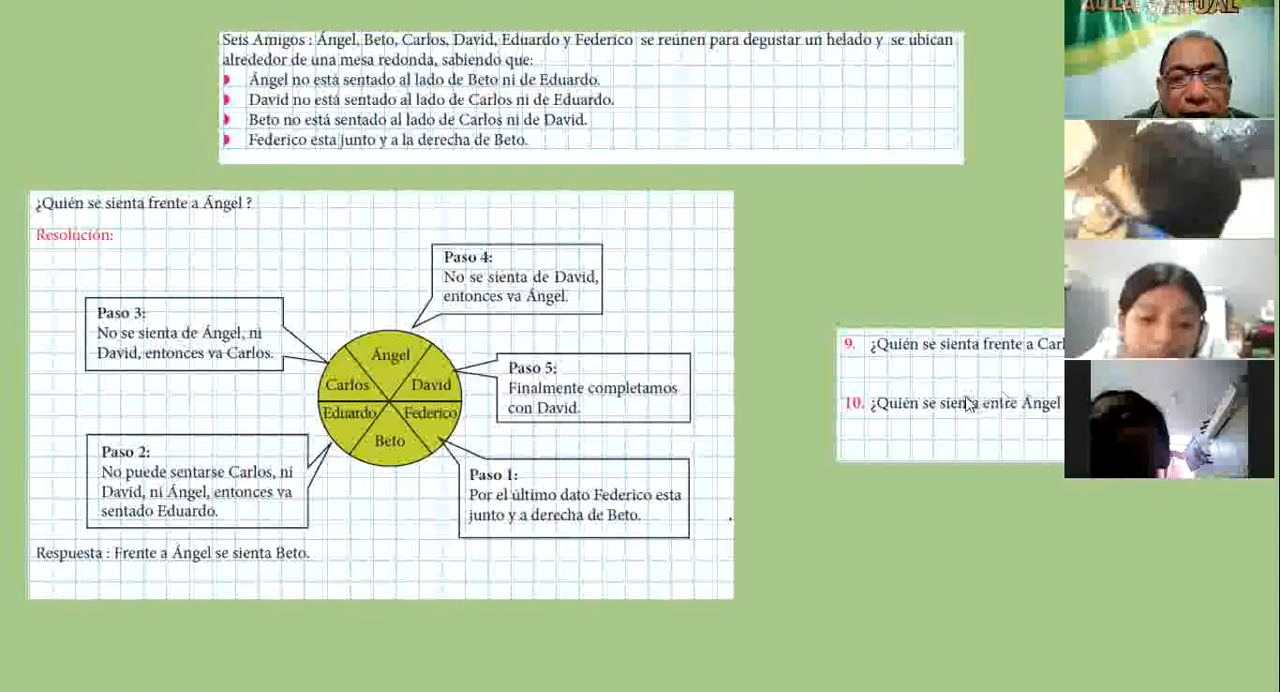 AULA VIRTUAL
Seis Amigos : Ángel, Beto, Carlos, David, Eduardo y Federico se reúnen para degustar un helado y se ubican
alrededor de una mesa redonda, sabiendo que:
Ángel no está sentado al lado de Beto ni de Eduardo.
David no está sentado al lado de Carlos ni de Eduardo.
Beto no está sentado al lado de Carlos ni de David.
Federico esta junto y a la derecha de Beto.
¿Quién se sienta frente a Ángel ?
Resolución:
Paso 4:
No se sienta de David,
entonces va Ángel.
Paso 3:
No se sienta de Ángel, ni
David, entonces va Carlos.
Ángel
Carlos
David
Eduardo
Federico
Beto
Paso 5:
Finalmente completamos
con David.
Paso 2:
No puede sentarse Carlos, ni
David, ni Ángel, entonces va
sentado Eduardo.
Paso 1:
Por el último dato Federico esta
junto y a derecha de Beto.
Respuesta : Frente a Ángel se sienta Beto.
9. ¿Quién se sienta frente a Carl
10. ¿Quién se sienta entre Ángel